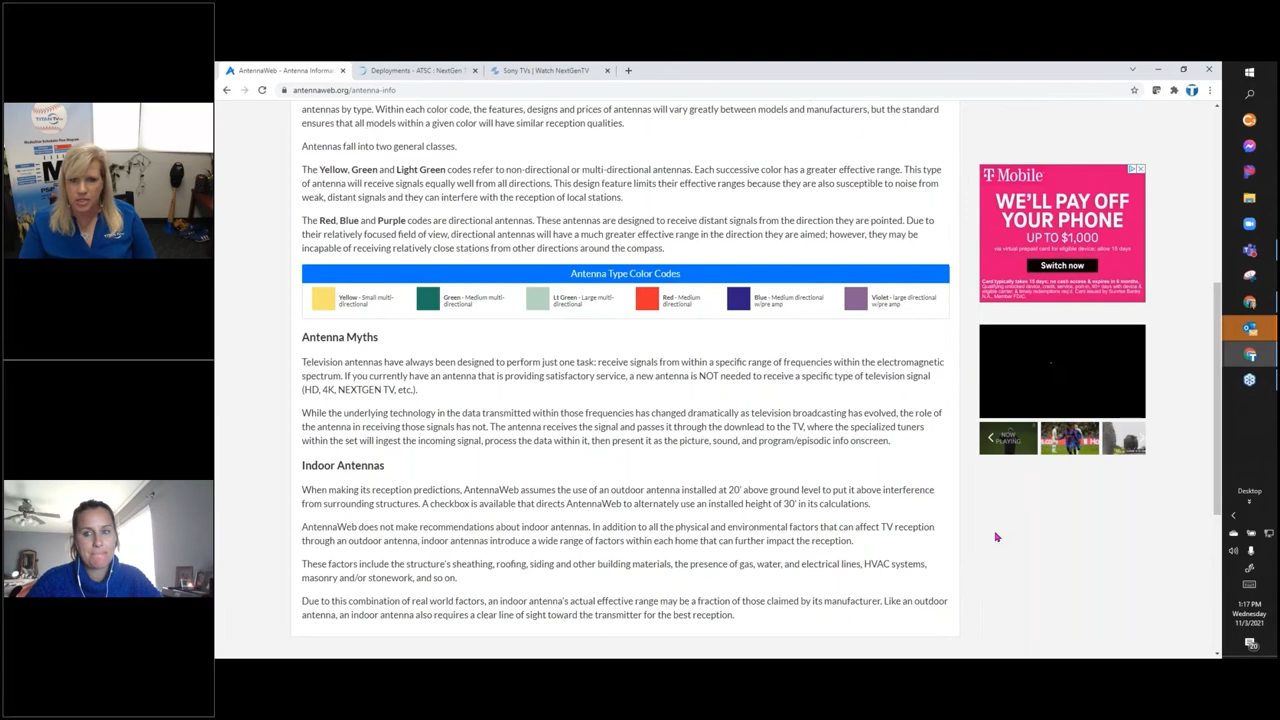 TITANTV
AntennaWeb - Antenna Informa
Deployments - ATSC : NextGen T
Sony TVs | Watch NextGenTV
antennaweb.org/antenna-info
antennas by type. Within each color code, the features, designs and prices of antennas will vary greatly between models and manufacturers, but the standard
ensures that all models within a given color will have similar reception qualities.
Antennas fall into two general classes.
The Yellow, Green and Light Green codes refer to non-directional or multi-directional antennas. Each successive color has a greater effective range. This type
of antenna will receive signals equally well from all directions. This design feature limits their effective ranges because they are also susceptible to noise from
weak, distant signals and they can interfere with the reception of local stations.
The Red, Blue and Purple codes are directional antennas. These antennas are designed to receive distant signals from the direction they are pointed. Due to
their relatively focused field of view, directional antennas will have a much greater effective range in the direction they are aimed; however, they may be
incapable of receiving relatively close stations from other directions around the compass.
Antenna Type Color Codes
Yellow - Small multi-
directional
Green - Medium multi-
directional
Lt Green - Large multi-
directional
Red - Medium
directional
Blue - Medium directional
w/pre amp
Violet - large directional
w/pre amp
Antenna Myths
Television antennas have always been designed to perform just one task: receive signals from within a specific range of frequencies within the electromagnetic
spectrum. If you currently have an antenna that is providing satisfactory service, a new antenna is NOT needed to receive a specific type of television signal
(HD, 4K, NEXTGEN TV, etc.).
While the underlying technology in the data transmitted within those frequencies has changed dramatically as television broadcasting has evolved, the role of
the antenna in receiving those signals has not. The antenna receives the signal and passes it through the downlead to the TV, where the specialized tuners
within the set will ingest the incoming signal, process the data within it, then present it as the picture, sound, and program/episodic info onscreen.
Indoor Antennas
When making its reception predictions, AntennaWeb assumes the use of an outdoor antenna installed at 20' above ground level to put it above interference
from surrounding structures. A checkbox is available that directs AntennaWeb to alternately use an installed height of 30' in its calculations.
AntennaWeb does not make recommendations about indoor antennas. In addition to all the physical and environmental factors that can affect TV reception
through an outdoor antenna, indoor antennas introduce a wide range of factors within each home that can further impact the reception.
These factors include the structure's sheathing, roofing, siding and other building materials, the presence of gas, water, and electrical lines, HVAC systems,
masonry and/or stonework, and so on.
Due to this combination of real world factors, an indoor antenna's actual effective range may be a fraction of those claimed by its manufacturer. Like an outdoor
antenna, an indoor antenna also requires a clear line of sight toward the transmitter for the best reception.
T Mobile
WE'LL PAY OFF
YOUR PHONE
UP TO $1,000
via virtual prepaid card for eligible device; allow 15 days
Switch now
NOW
PLAYING
Desktop
1:17 PM
Wednesday
11/3/2021